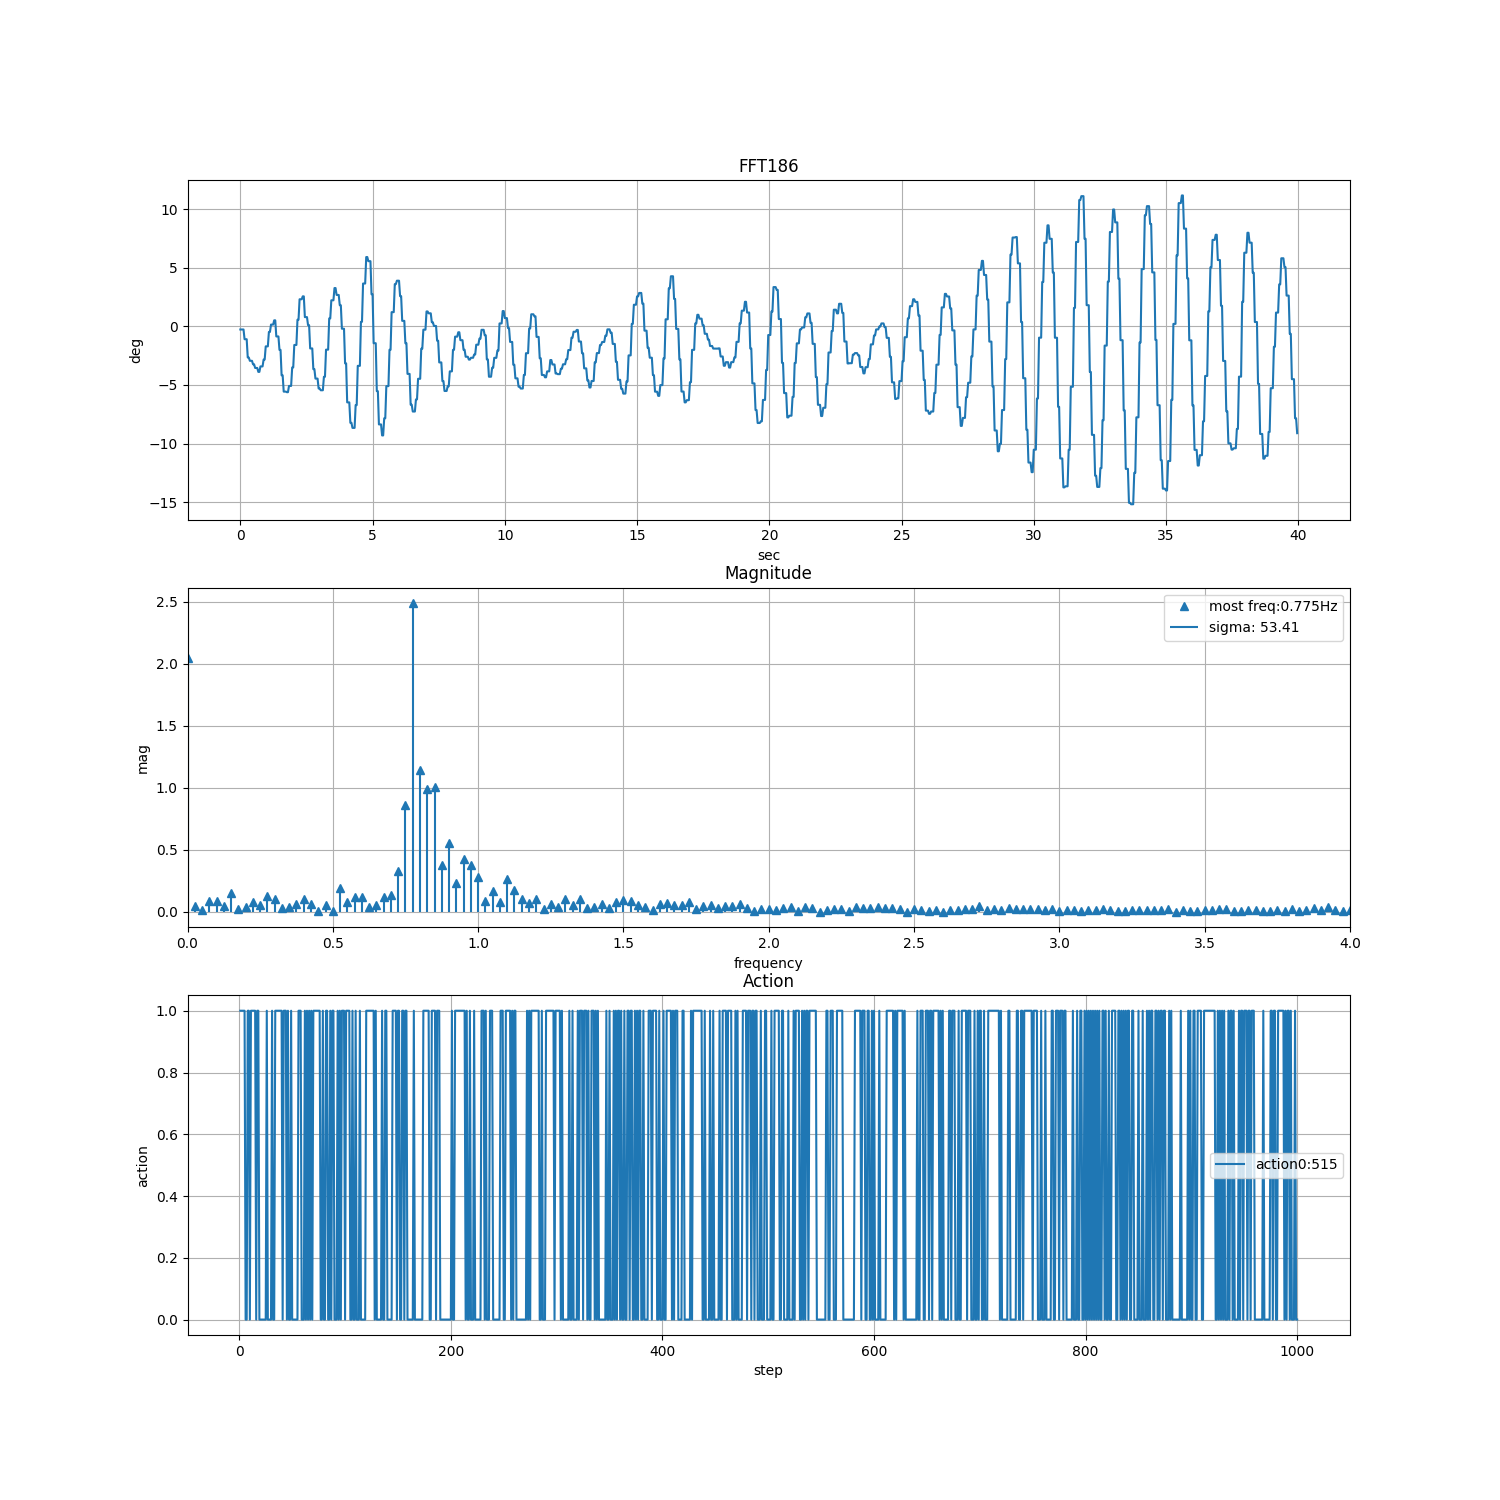 FFT186
10
5
0
−5
−10
−15
deg
0 5 10 15 20 25 30 35 40
sec
Magnitude
2.5
2.0
1.5
1.0
0.5
0.0
mag
most freq:0.775Hz
sigma: 53.41
0.0 0.5 1.0 1.5 2.0 2.5 3.0 3.5 4.0
frequency
Action
1.0
0.8
0.6
0.4
0.2
0.0
action
action0:515
0 200 400 600 800 1000
step